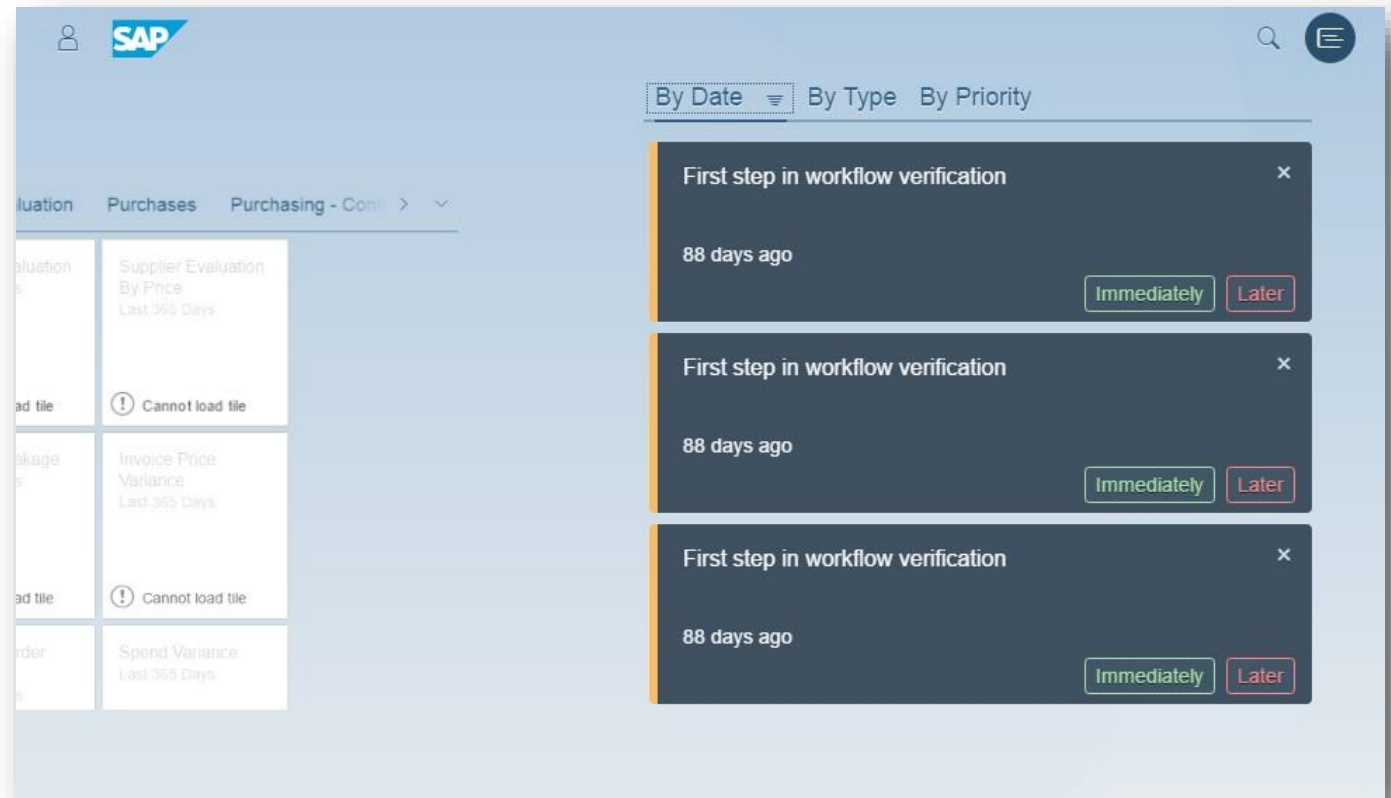 SAP
By Date By Type By Priority
First step in workflow verification
88 days ago
Immediately Later
First step in workflow verification
88 days ago
Immediately Later
First step in workflow verification
88 days ago
Immediately Later
Purchases Purchasing -
Supplier Evaluation
By Price
Last 365 Days
tile
Cannot load tile
Invoice Price
Variance
Last 365 Days
tile
Cannot load tile
Spend Variance
Last 365 Days